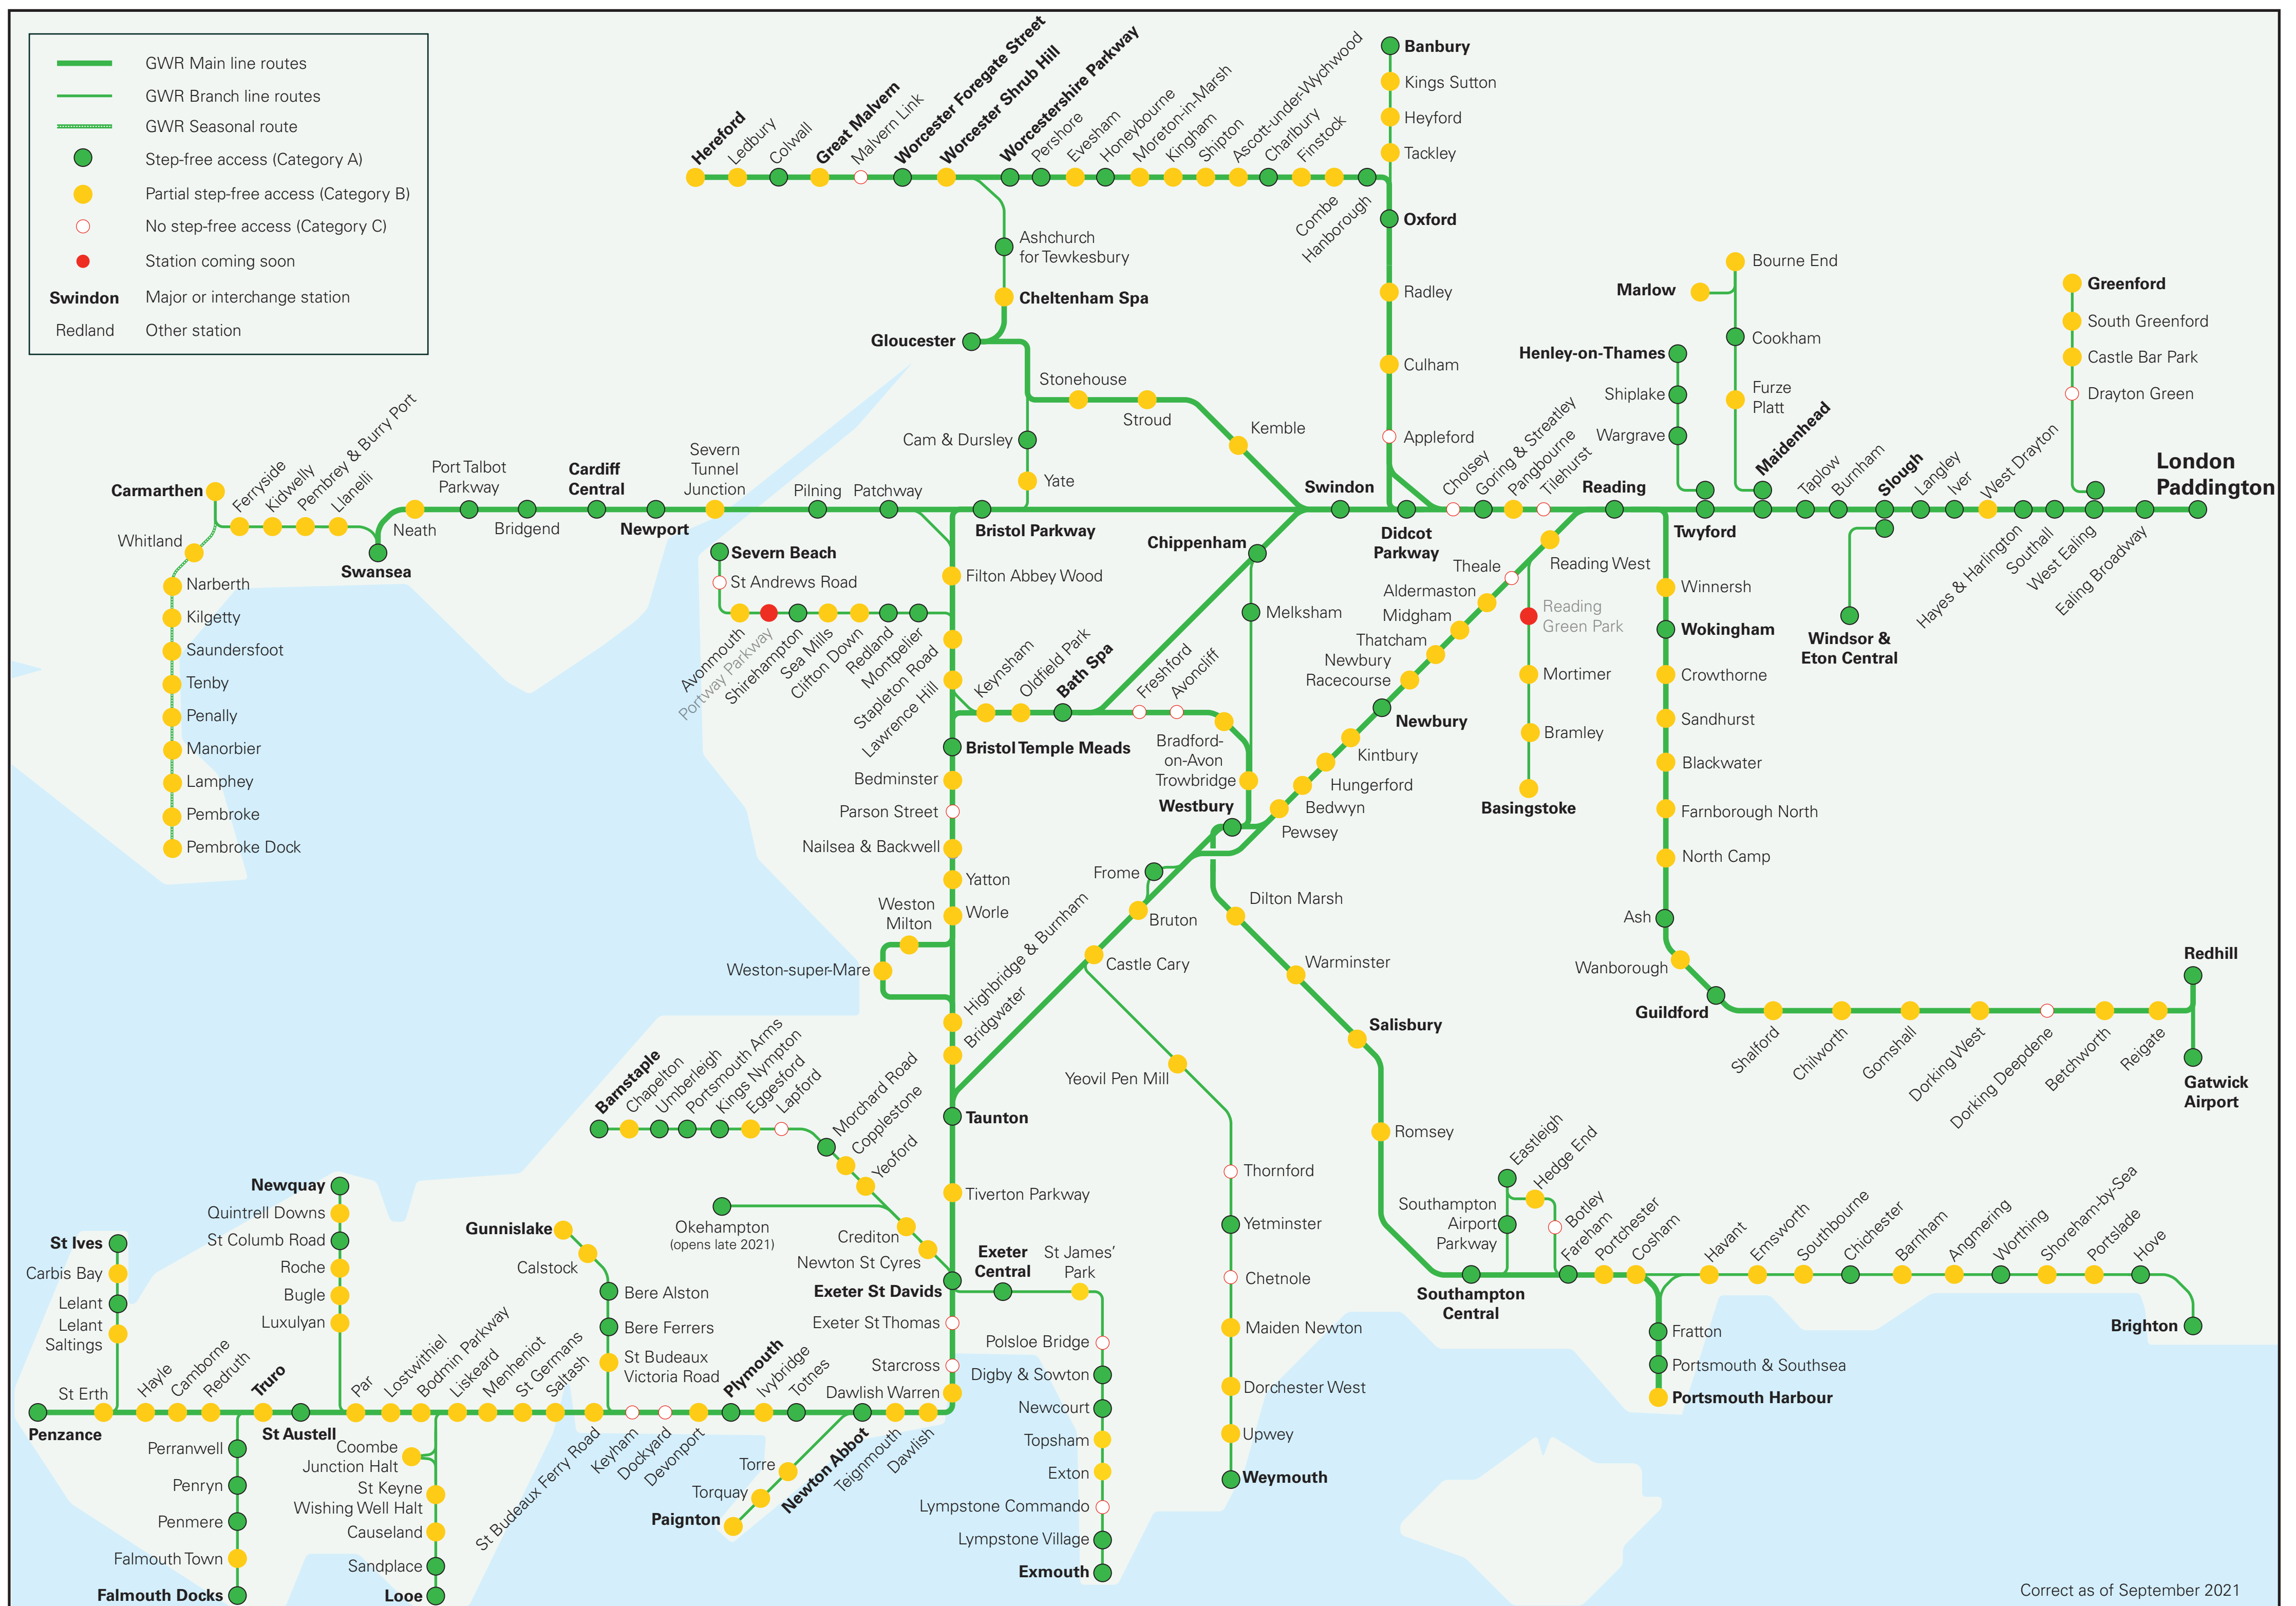 GWR Main line routes
GWR Branch line routes
GWR Seasonal route
Step-free access (Category A)
Partial step-free access (Category B)
No step-free access (Category C)
Station coming soon
Swindon
Major or interchange station
Redland
Other station
Hereford
Ledbury
Colwall
Great Malvern
Malvern Link
Worcester Foregate Street
Worcester Shrub Hill
Worcestershire Parkway
Pershore
Evesham
Honeybourne
Moreton-in-Marsh
Kingham
Shipton
Ascott-under-Wychwood
Charlbury
Finstock
Combe
Hanborough
Banbury
Kings Sutton
Heyford
Tackley
Oxford
Radley
Culham
Appleford
Ashchurch
for Tewkesbury
Cheltenham Spa
Gloucester
Stonehouse
Stroud
Kemble
Cam & Dursley
Yate
Marlow
Bourne End
Cookham
Furze
Platt
Henley-on-Thames
Shiplake
Wargrave
Greenford
South Greenford
Castle Bar Park
Drayton Green
Carmarthen
Ferryside
Kidwelly
Pembrey & Burry Port
Llanelli
Swansea
Neath
Port Talbot
Parkway
Bridgend
Cardiff
Central
Newport
Severn
Tunnel
Junction
Pilning
Patchway
Bristol Parkway
Swindon
Didcot
Parkway
Cholsey
Goring & Streatley
Pangbourne
Tilehurst
Reading
Twyford
Maidenhead
Taplow
Burnham
Slough
Langley
Iver
West Drayton
Hayes & Harlington
Southall
West Ealing
Ealing Broadway
London
Paddington
Windsor &
Eton Central
Whitland
Narberth
Kilgetty
Saundersfoot
Tenby
Penally
Manorbier
Lamphey
Pembroke
Pembroke Dock
Severn Beach
St Andrews Road
Avonmouth
Portway Parkway
Shirehampton
Sea Mills
Clifton Down
Redland
Montpelier
Filton Abbey Wood
Stapleton Road
Lawrence Hill
Keynsham
Oldfield Park
Bath Spa
Chippenham
Melksham
Freshford
Avoncliff
Bradford-
on-Avon
Trowbridge
Westbury
Reading West
Theale
Aldermaston
Midgham
Thatcham
Newbury
Racecourse
Newbury
Kintbury
Hungerford
Bedwyn
Pewsey
Reading
Green Park
Mortimer
Bramley
Basingstoke
Winnersh
Wokingham
Crowthorne
Sandhurst
Blackwater
Farnborough North
North Camp
Ash
Wanborough
Guildford
Shalford
Chilworth
Gomshall
Dorking West
Dorking Deepdene
Betchworth
Reigate
Redhill
Gatwick
Airport
Bristol Temple Meads
Bedminster
Parson Street
Nailsea & Backwell
Yatton
Worle
Weston
Milton
Weston-super-Mare
Highbridge & Burnham
Bridgwater
Taunton
Tiverton Parkway
Frome
Bruton
Castle Cary
Dilton Marsh
Warminster
Salisbury
Romsey
Yeovil Pen Mill
Thornford
Yetminster
Chetnole
Maiden Newton
Dorchester West
Upwey
Weymouth
Southampton
Central
Southampton
Airport
Parkway
Eastleigh
Hedge End
Botley
Fareham
Portchester
Cosham
Havant
Emsworth
Southbourne
Chichester
Barnham
Angmering
Worthing
Shoreham-by-Sea
Portslade
Hove
Brighton
Fratton
Portsmouth & Southsea
Portsmouth Harbour
Barnstaple
Chapelton
Umberleigh
Portsmouth Arms
Kings Nympton
Eggesford
Lapford
Morchard Road
Copplestone
Yeoford
Okehampton
(opens late 2021)
Crediton
Newton St Cyres
Exeter St Davids
Exeter
Central
St James'
Park
Polsloe Bridge
Digby & Sowton
Newcourt
Topsham
Exton
Lympstone Commando
Lympstone Village
Exmouth
Exeter St Thomas
Starcross
Dawlish Warren
Dawlish
Teignmouth
Newton Abbot
Torre
Torquay
Paignton
Totnes
Ivybridge
Plymouth
Devonport
Dockyard
Keyham
St Budeaux Ferry Road
Gunnislake
Calstock
Bere Alston
Bere Ferrers
St Budeaux
Victoria Road
Saltash
St Germans
Menheniot
Liskeard
Bodmin Parkway
Lostwithiel
Par
Coombe
Junction Halt
St Keyne
Wishing Well Halt
Causeland
Sandplace
Looe
Newquay
Quintrell Downs
St Columb Road
Roche
Bugle
Luxulyan
St Austell
Truro
Perranwell
Penryn
Penmere
Falmouth Town
Falmouth Docks
Redruth
Camborne
Hayle
St Erth
St Ives
Carbis Bay
Lelant
Lelant
Saltings
Penzance
Correct as of September 2021